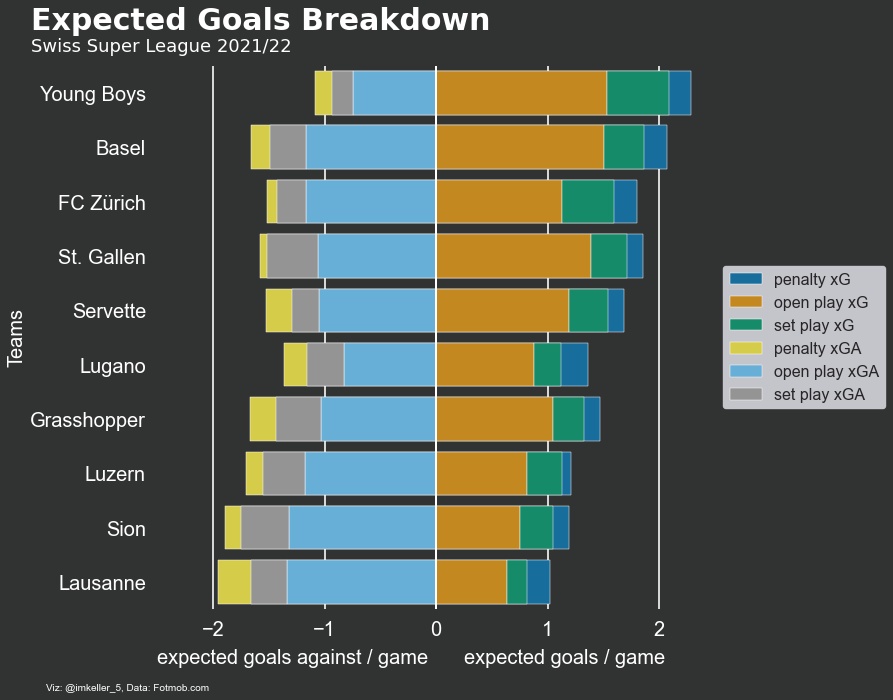 Expected Goals Breakdown
Swiss Super League 2021/22
Teams
Young Boys
Basel
FC Zürich
St. Gallen
Servette
Lugano
Grasshopper
Luzern
Sion
Lausanne
penalty xG
open play xG
set play xG
penalty xGA
open play xGA
set play xGA
−2 −1 0 1 2
expected goals against / game expected goals / game
Viz: @imkeller_5, Data: Fotmob.com